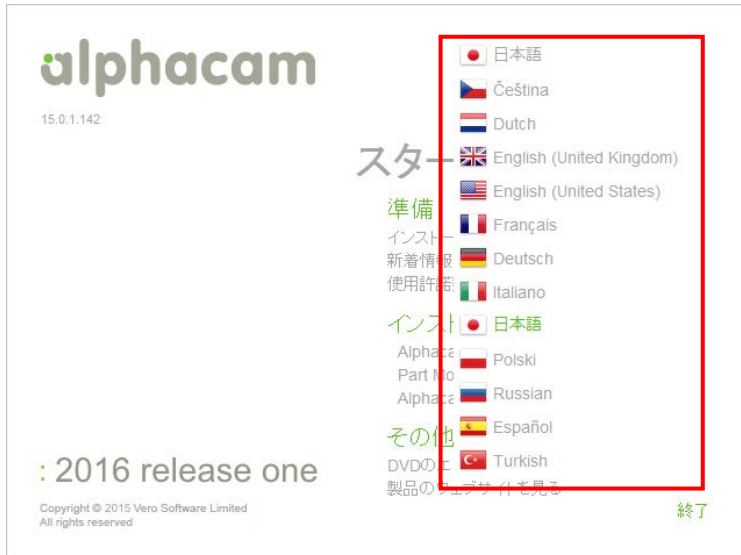 alphacam
15.0.1.142
日本語
Čeština
Dutch
English (United Kingdom)
English (United States)
Français
Deutsch
Italiano
日本語
Polski
Russian
Español
Turkish
スター
準備
インストー
新着情報
使用許諾
インスト
Alphaca
Part Mo
Alphaca
その他
DVDのエ
製品のウェブサイトを見る
終了
: 2016 release one
Copyright © 2015 Vero Software Limited
All rights reserved